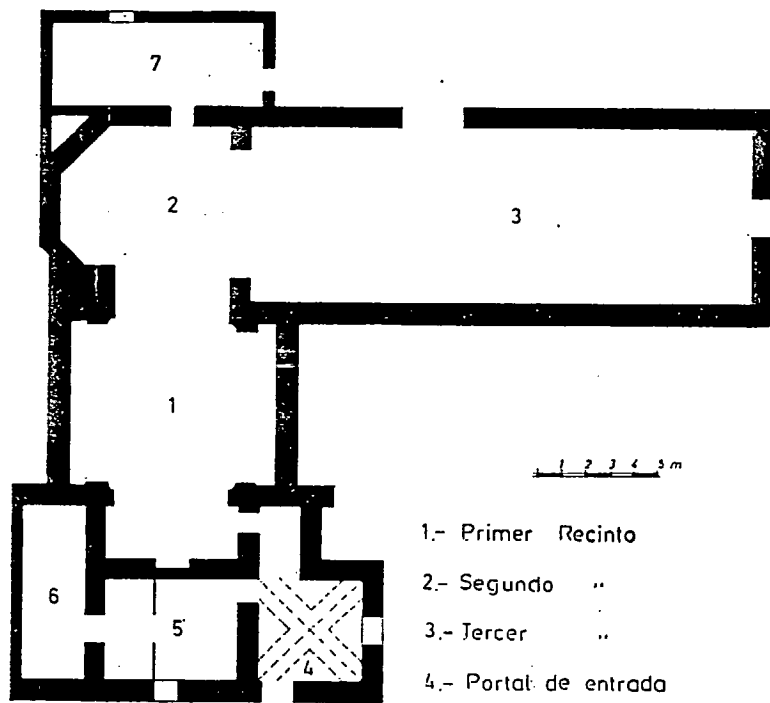 7
2
3
1
1 2 3 4 5 m
6
5
4
1.- Primer Recinto
2.- Segundo "
3.- Tercer "
4.- Portal de entrada